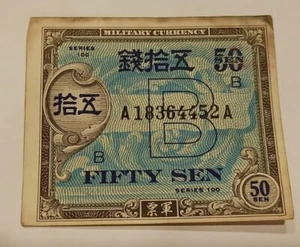 MILITARY CURRENCY
SERIES
100
錢拾五
50
SEN
B
拾五
A18364452A
B
B
FIFTY SEN
SERIES 100
50
SEN
票軍